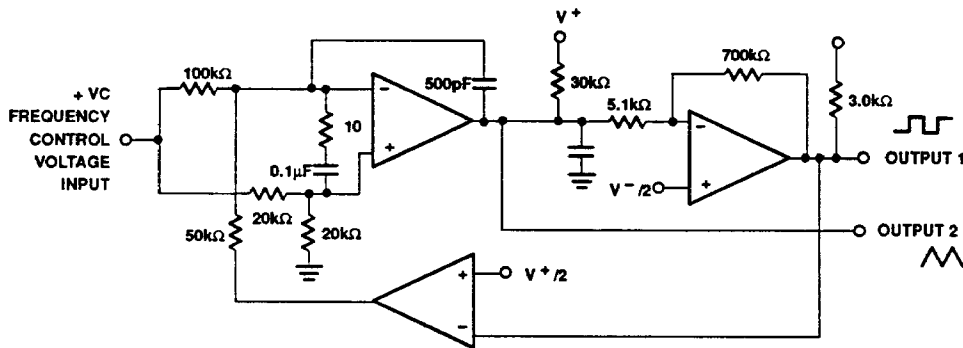 V+
100kΩ
500pF
30kΩ
700kΩ
5.1kΩ
3.0kΩ
+ VC
FREQUENCY
CONTROL
VOLTAGE
INPUT
10
0.1μF
20kΩ
20kΩ
50kΩ
V−/2
OUTPUT 1
OUTPUT 2
V+/2